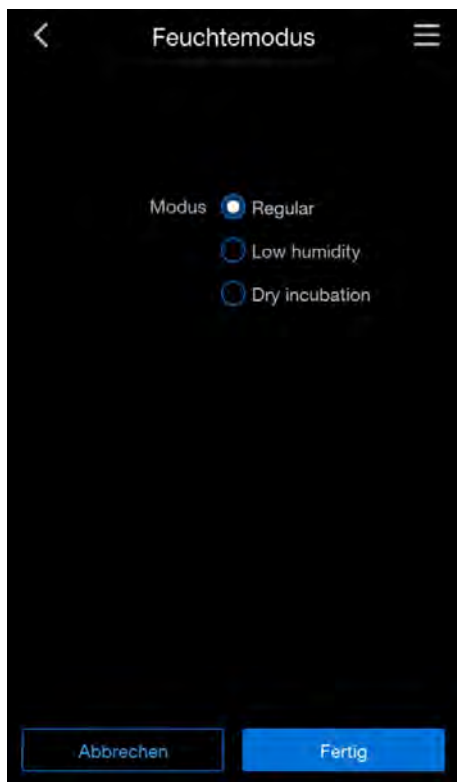 Feuchtemodus
Modus Regular
Low humidity
Dry incubation
Abbrechen Fertig